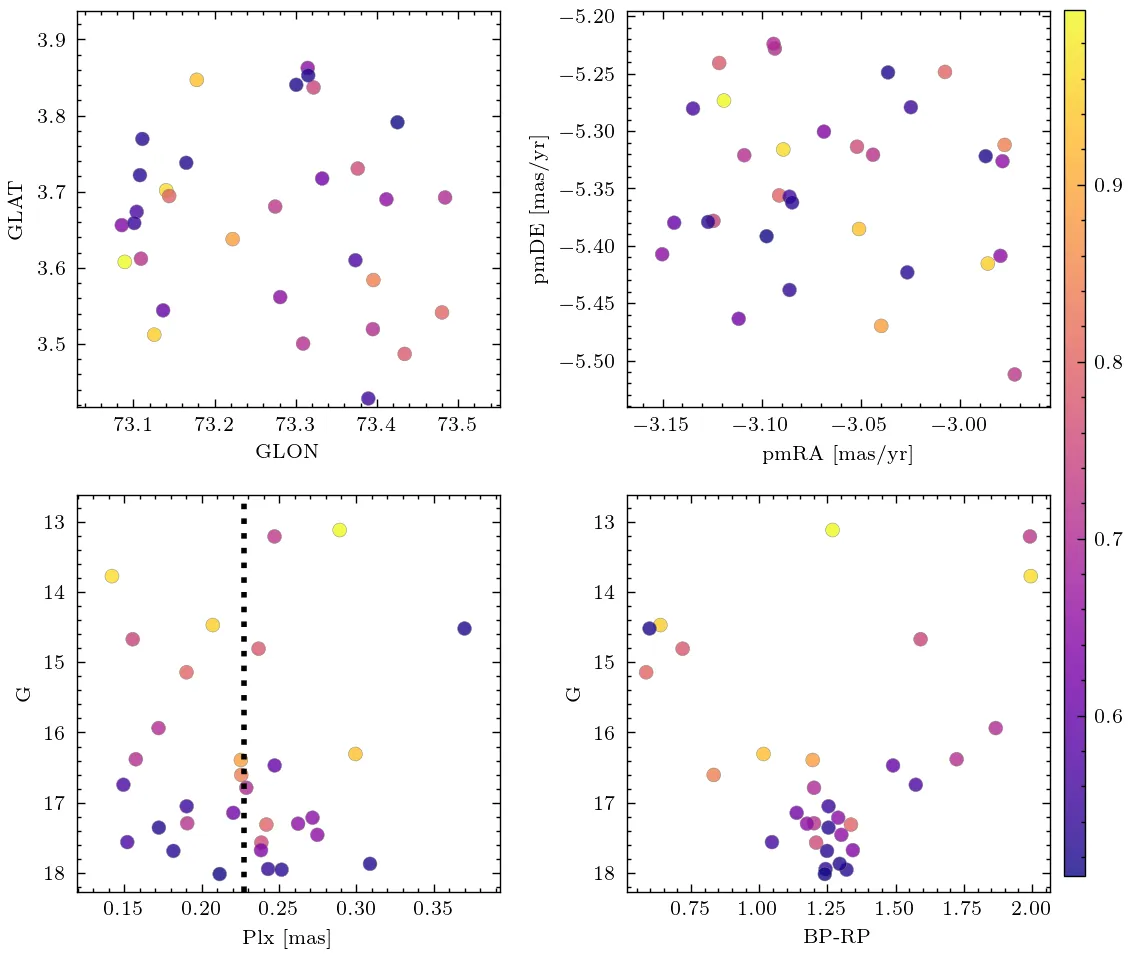 3.9
3.8
3.7
3.6
3.5
GLAT
73.1 73.2 73.3 73.4 73.5
GLON
−5.20
−5.25
−5.30
−5.35
−5.40
−5.45
−5.50
pmDE [mas/yr]
−3.15 −3.10 −3.05 −3.00
pmRA [mas/yr]
0.9
0.8
0.7
0.6
13
14
15
16
17
18
G
0.15 0.20 0.25 0.30 0.35
Plx [mas]
13
14
15
16
17
18
G
0.75 1.00 1.25 1.50 1.75 2.00
BP-RP